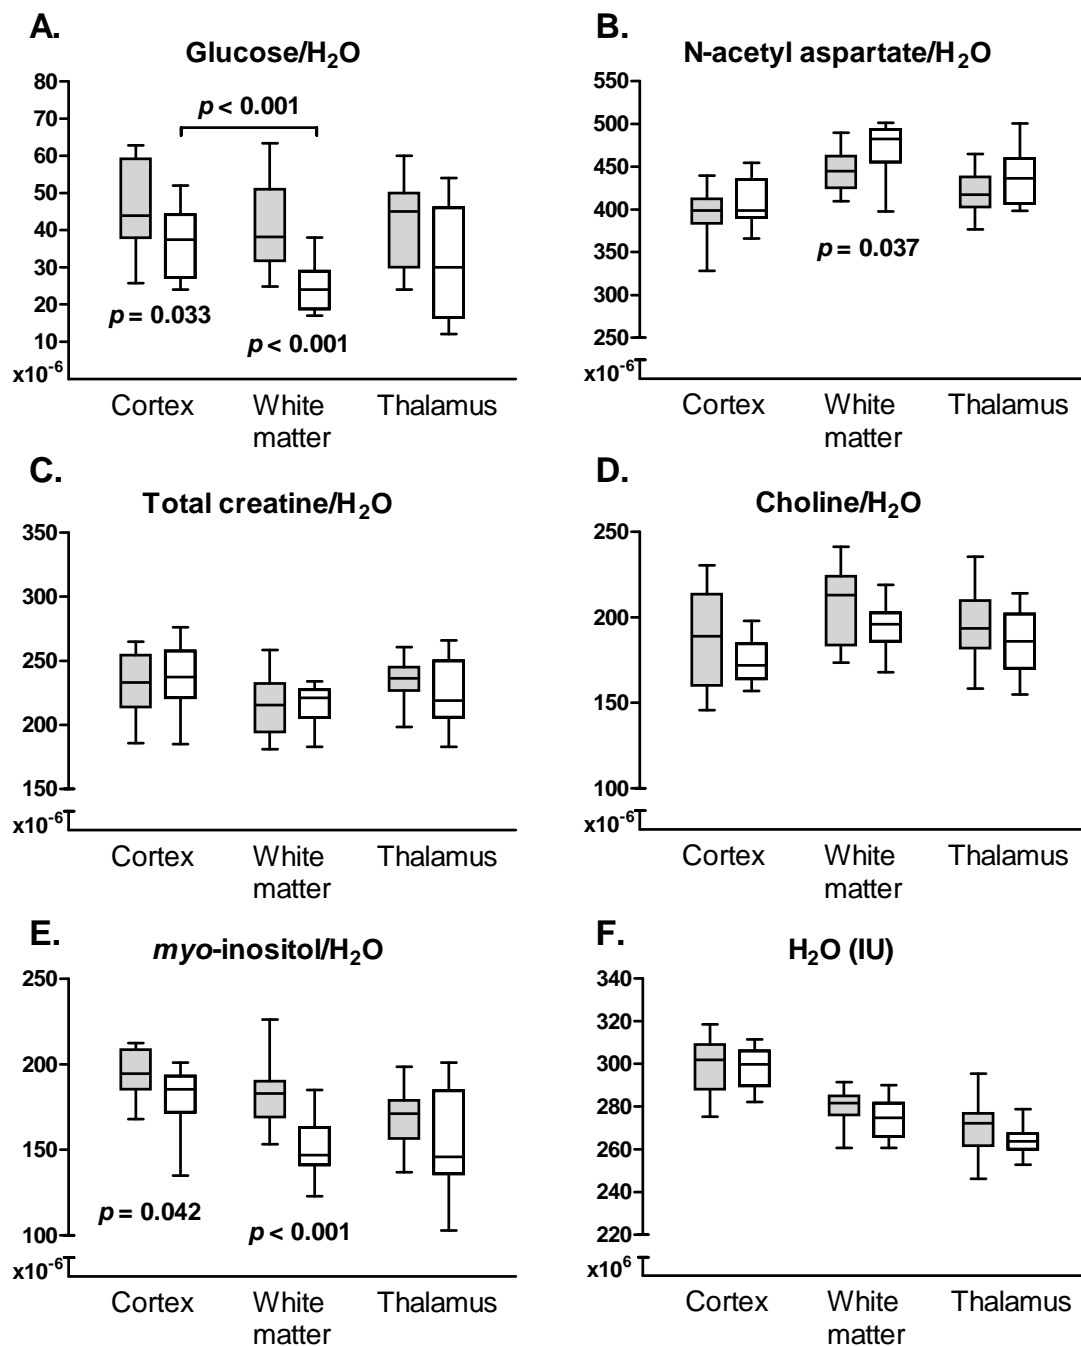 A.
Glucose/H₂O
80
70
60
50
40
30
20
10
x10⁻⁶
p < 0.001
p = 0.033
p < 0.001
Cortex
White
matter
Thalamus
B.
N-acetyl aspartate/H₂O
550
500
450
400
350
300
250
x10⁻⁶
p = 0.037
Cortex
White
matter
Thalamus
C.
Total creatine/H₂O
350
300
250
200
150
x10⁻⁶
Cortex
White
matter
Thalamus
D.
Choline/H₂O
250
200
150
100
x10⁻⁶
Cortex
White
matter
Thalamus
E.
myo-inositol/H₂O
250
200
150
100
x10⁻⁶
p = 0.042
p < 0.001
Cortex
White
matter
Thalamus
F.
H₂O (IU)
340
320
300
280
260
240
220
x10⁶
Cortex
White
matter
Thalamus